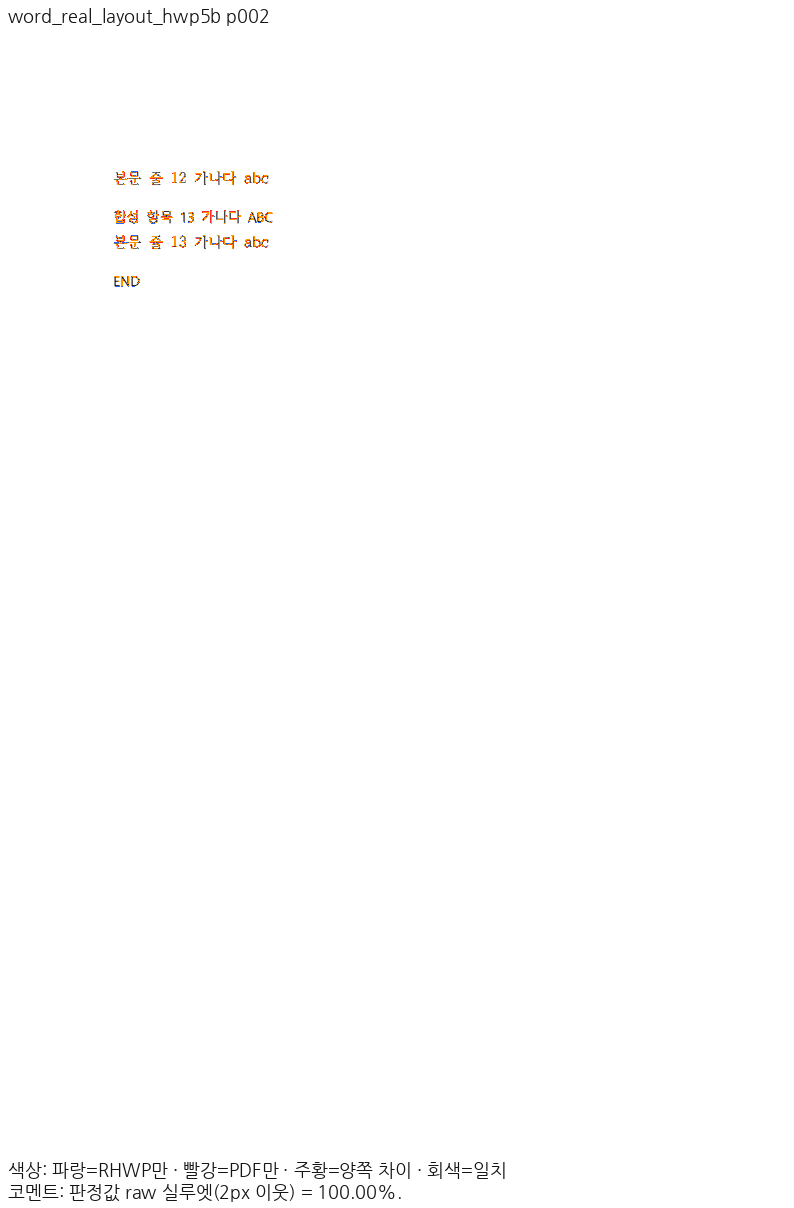 word_real_layout_hwp5b p002
본문 줄 12 가나다 abc
합성 항목 13 가나다 ABC
본문 줄 13 가나다 abc
END
색상: 파랑=RHWP만 · 빨강=PDF만 · 주황=양쪽 차이 · 회색=일치
코멘트: 판정값 raw 실루엣(2px 이웃) = 100.00%.